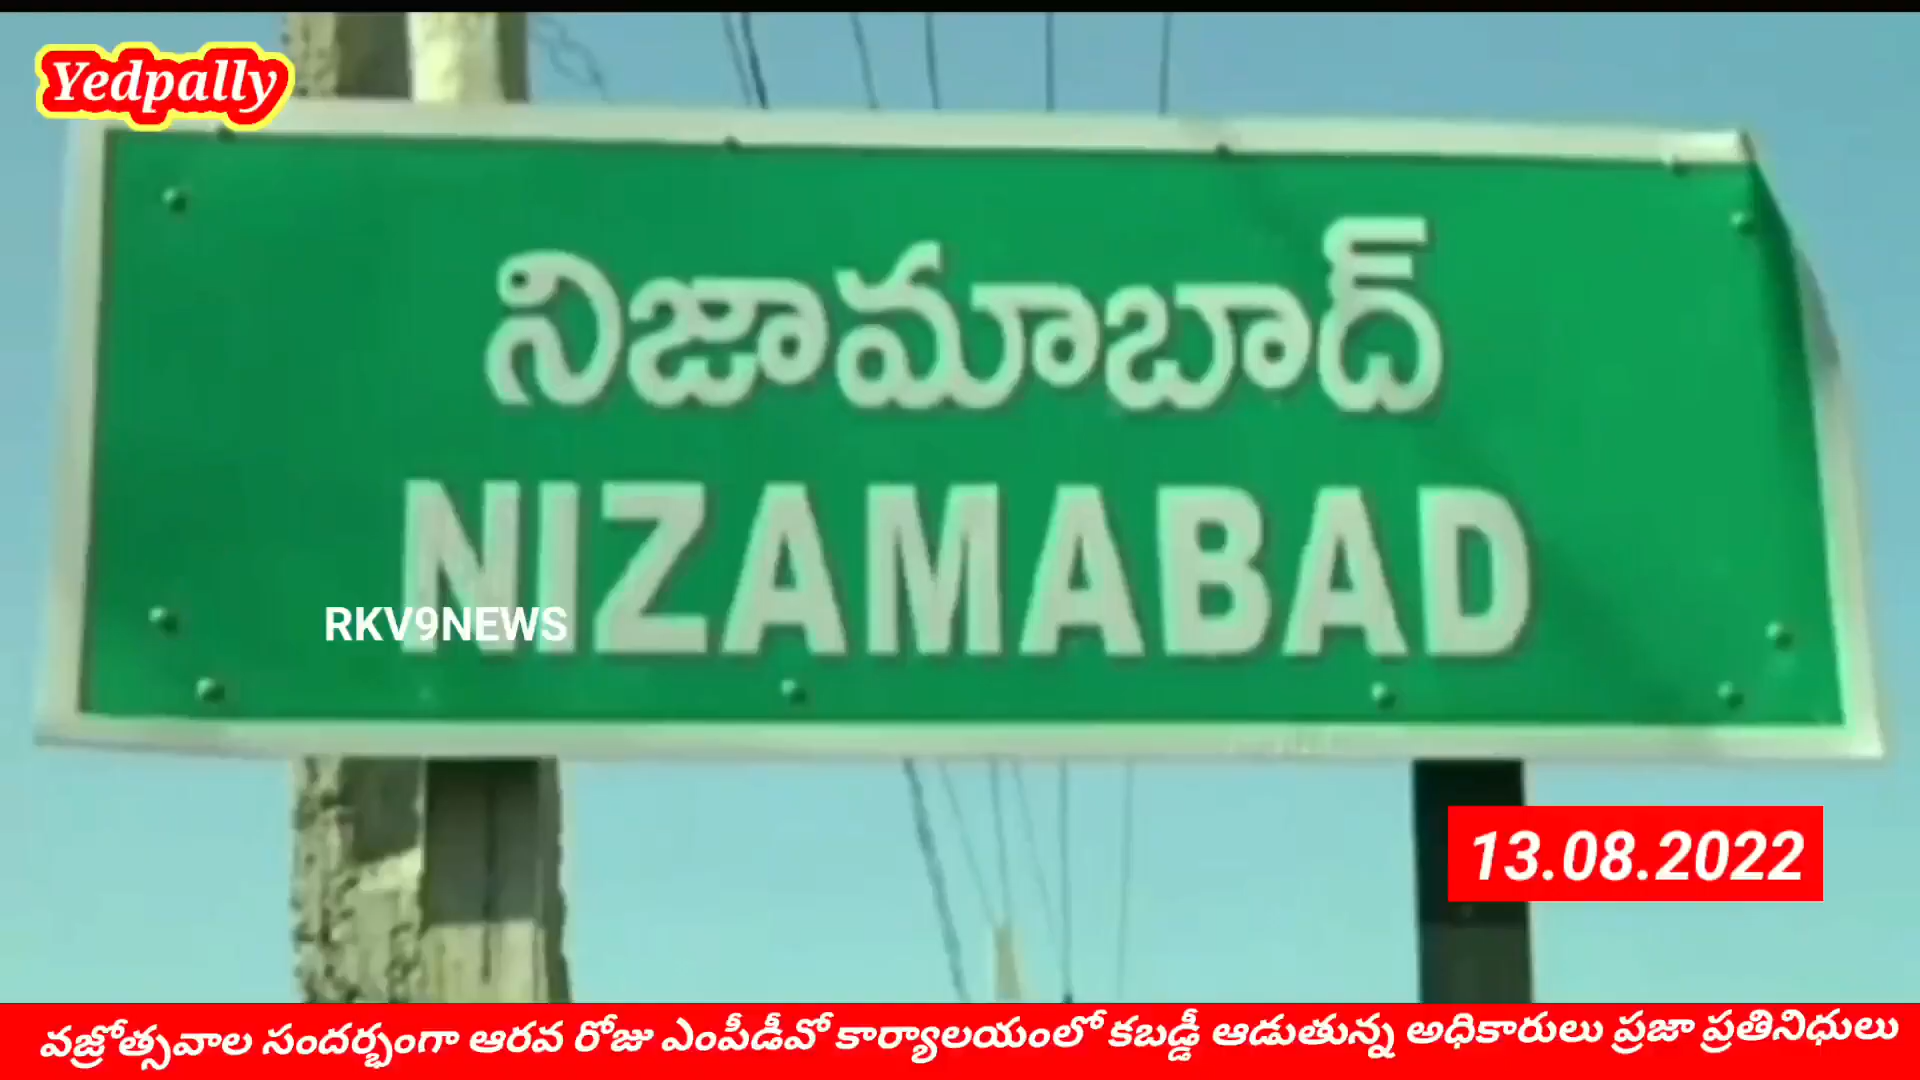 Yedpally
నిజామాబాద్
NIZAMABAD
RKV9NEWS
13.08.2022
వజ్రోత్సవాల సందర్భంగా ఆరవ రోజు ఎంపీడీవో కార్యాలయంలో కబడ్డీ ఆడుతున్న అధికారులు ప్రజా ప్రతినిధులు